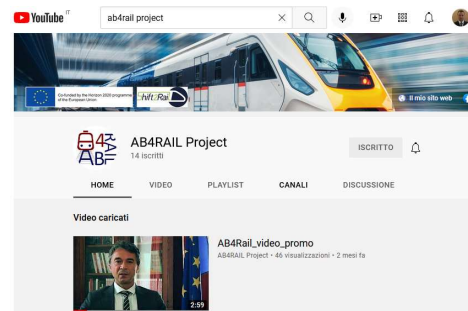 YouTube IT
ab4rail project
Co-funded by the Horizon 2020 programme
of the European Union
Shift2Rail
Il mio sito web
AB4RAIL
AB4RAIL Project
14 iscritti
ISCRITTO
HOME VIDEO PLAYLIST CANALI DISCUSSIONE
Video caricati
AB4Rail_video_promo
AB4RAIL Project • 46 visualizzazioni • 2 mesi fa
2:59